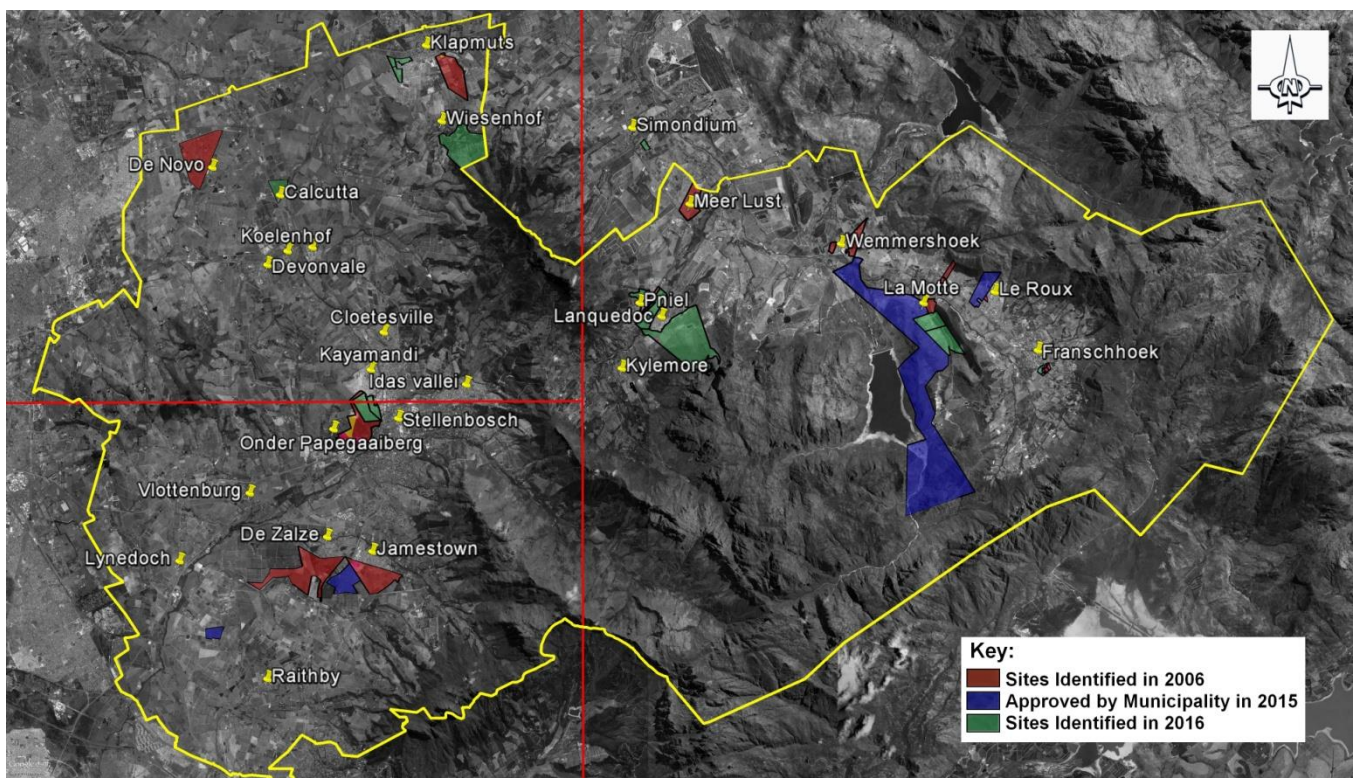 Klapmuts
Wiesenhof
Simondium
De Novo
Calcutta
Meer Lust
Koelenhof
Wemmershoek
Devonvale
Le Roux
La Motte
Pniel
Lanquedoc
Cloetesville
Franschhoek
Kayamandi
Kylemore
Idas vallei
Stellenbosch
Onder Papegaaiberg
Vlottenburg
De Zalze
Jamestown
Lynedoch
Raithby
N
Key:
Sites Identified in 2006
Approved by Municipality in 2015
Sites Identified in 2016